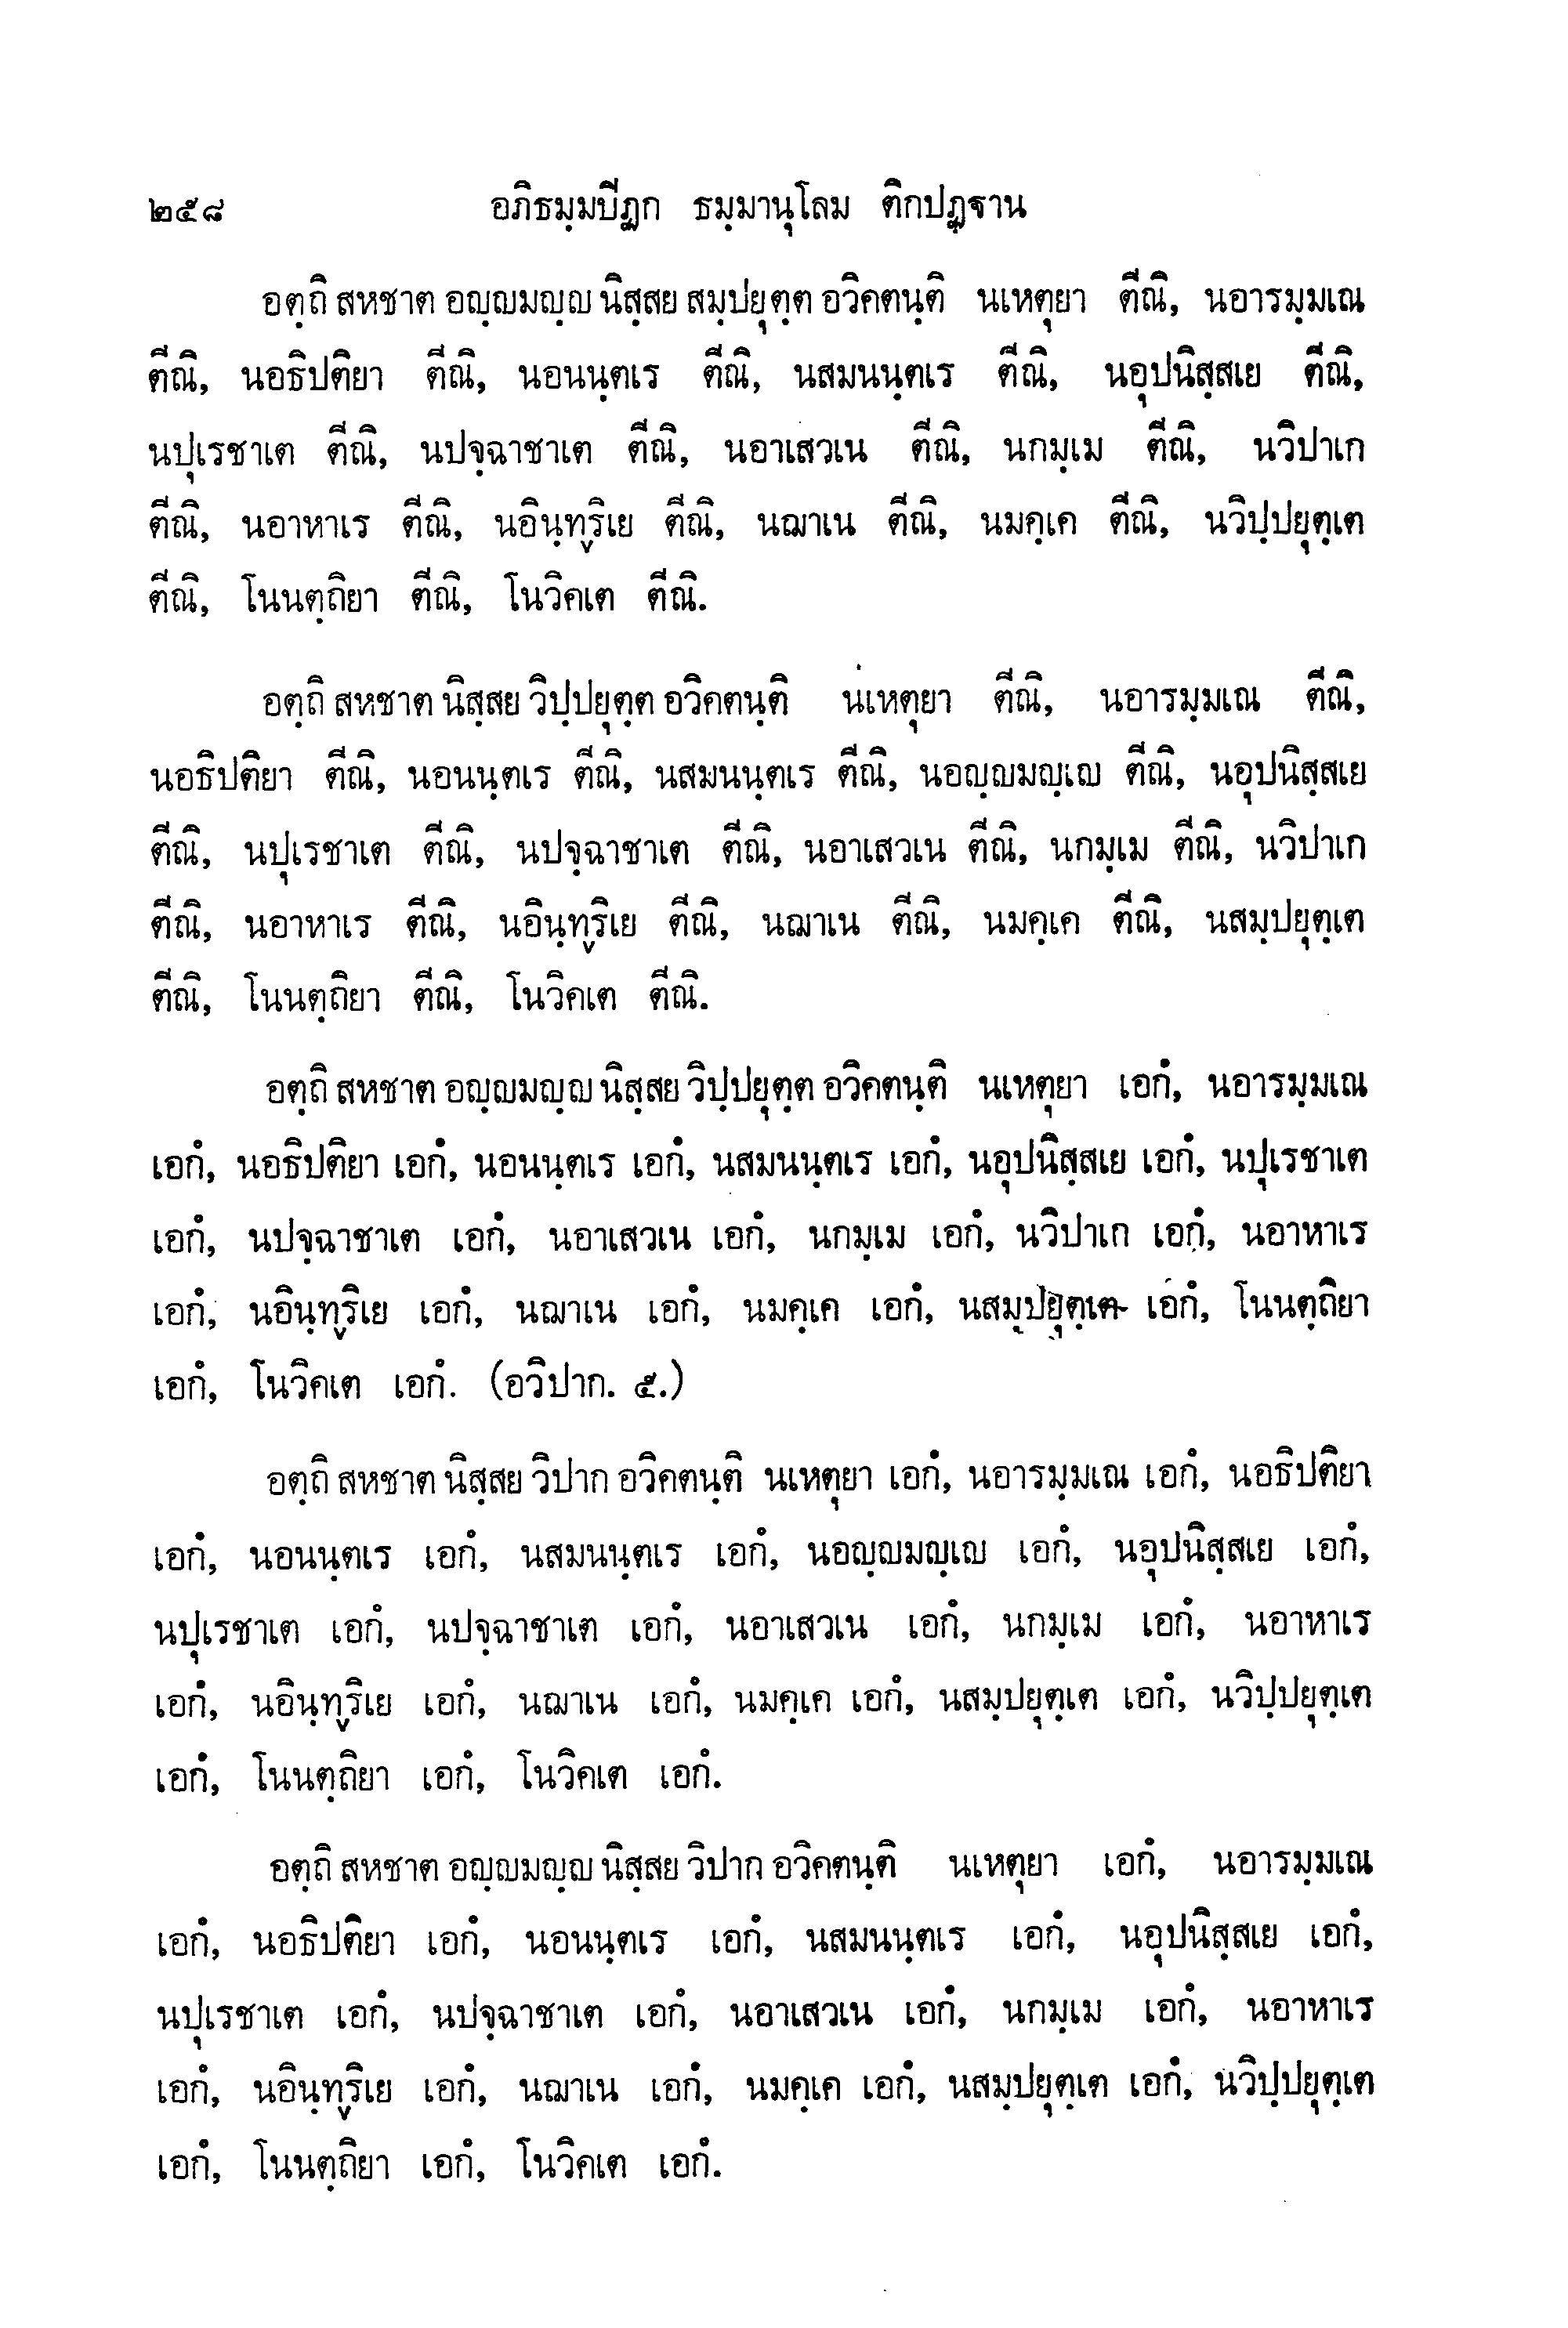 ๒๕๘ อภิธมฺมปีฏก ธมฺมานุโลม ติกปฏฺฐาน
อตฺถิ สหชาต อญฺญมญฺญ นิสฺสย สมฺปยุตฺต อวิคตนฺติ นเหตุยา ตีณิ, นอารมฺมเณ
ตีณิ, นอธิปติยา ตีณิ, นอนนฺตเร ตีณิ, นสมนนฺตเร ตีณิ, นอุปนิสฺสเย ตีณิ,
นปุเรชาเต ตีณิ, นปจฺฉาชาเต ตีณิ, นอาเสวเน ตีณิ, นกมฺเม ตีณิ, นวิปาเก
ตีณิ, นอาหาเร ตีณิ, นอินฺทฺริเย ตีณิ, นฌาเน ตีณิ, นมคฺเค ตีณิ, นวิปฺปยุตฺเต
ตีณิ, โนนตฺถิยา ตีณิ, โนวิคเต ตีณิ.
อตฺถิ สหชาต นิสฺสย วิปฺปยุตฺต อวิคตนฺติ นเหตุยา ตีณิ, นอารมฺมเณ ตีณิ,
นอธิปติยา ตีณิ, นอนนฺตเร ตีณิ, นสมนนฺตเร ตีณิ, นอญฺญมญฺเญ ตีณิ, นอุปนิสฺสเย
ตีณิ, นปุเรชาเต ตีณิ, นปจฺฉาชาเต ตีณิ, นอาเสวเน ตีณิ, นกมฺเม ตีณิ, นวิปาเก
ตีณิ, นอาหาเร ตีณิ, นอินฺทฺริเย ตีณิ, นฌาเน ตีณิ, นมคฺเค ตีณิ, นสมฺปยุตฺเต
ตีณิ, โนนตฺถิยา ตีณิ, โนวิคเต ตีณิ.
อตฺถิ สหชาต อญฺญมญฺญ นิสฺสย วิปฺปยุตฺต อวิคตนฺติ นเหตุยา เอกํ, นอารมฺมเณ
เอกํ, นอธิปติยา เอกํ, นอนนฺตเร เอกํ, นสมนนฺตเร เอกํ, นอุปนิสฺสเย เอกํ, นปุเรชาเต
เอกํ, นปจฺฉาชาเต เอกํ, นอาเสวเน เอกํ, นกมฺเม เอกํ, นวิปาเก เอกํ, นอาหาเร
เอกํ, นอินฺทฺริเย เอกํ, นฌาเน เอกํ, นมคฺเค เอกํ, นสมฺปยุตฺเต เอกํ, โนนตฺถิยา
เอกํ, โนวิคเต เอกํ. (อวิปาก. ๕.)
อตฺถิ สหชาต นิสฺสย วิปาก อวิคตนฺติ นเหตุยา เอกํ, นอารมฺมเณ เอกํ, นอธิปติยา
เอกํ, นอนนฺตเร เอกํ, นสมนนฺตเร เอกํ, นอญฺญมญฺเญ เอกํ, นอุปนิสฺสเย เอกํ,
นปุเรชาเต เอกํ, นปจฺฉาชาเต เอกํ, นอาเสวเน เอกํ, นกมฺเม เอกํ, นอาหาเร
เอกํ, นอินฺทฺริเย เอกํ, นฌาเน เอกํ, นมคฺเค เอกํ, นสมฺปยุตฺเต เอกํ, นวิปฺปยุตฺเต
เอกํ, โนนตฺถิยา เอกํ, โนวิคเต เอกํ.
อตฺถิ สหชาต อญฺญมญฺญ นิสฺสย วิปาก อวิคตนฺติ นเหตุยา เอกํ, นอารมฺมเณ
เอกํ, นอธิปติยา เอกํ, นอนนฺตเร เอกํ, นสมนนฺตเร เอกํ, นอุปนิสฺสเย เอกํ,
นปุเรชาเต เอกํ, นปจฺฉาชาเต เอกํ, นอาเสวเน เอกํ, นกมฺเม เอกํ, นอาหาเร
เอกํ, นอินฺทฺริเย เอกํ, นฌาเน เอกํ, นมคฺเค เอกํ, นสมฺปยุตฺเต เอกํ, นวิปฺปยุตฺเต
เอกํ, โนนตฺถิยา เอกํ, โนวิคเต เอกํ.